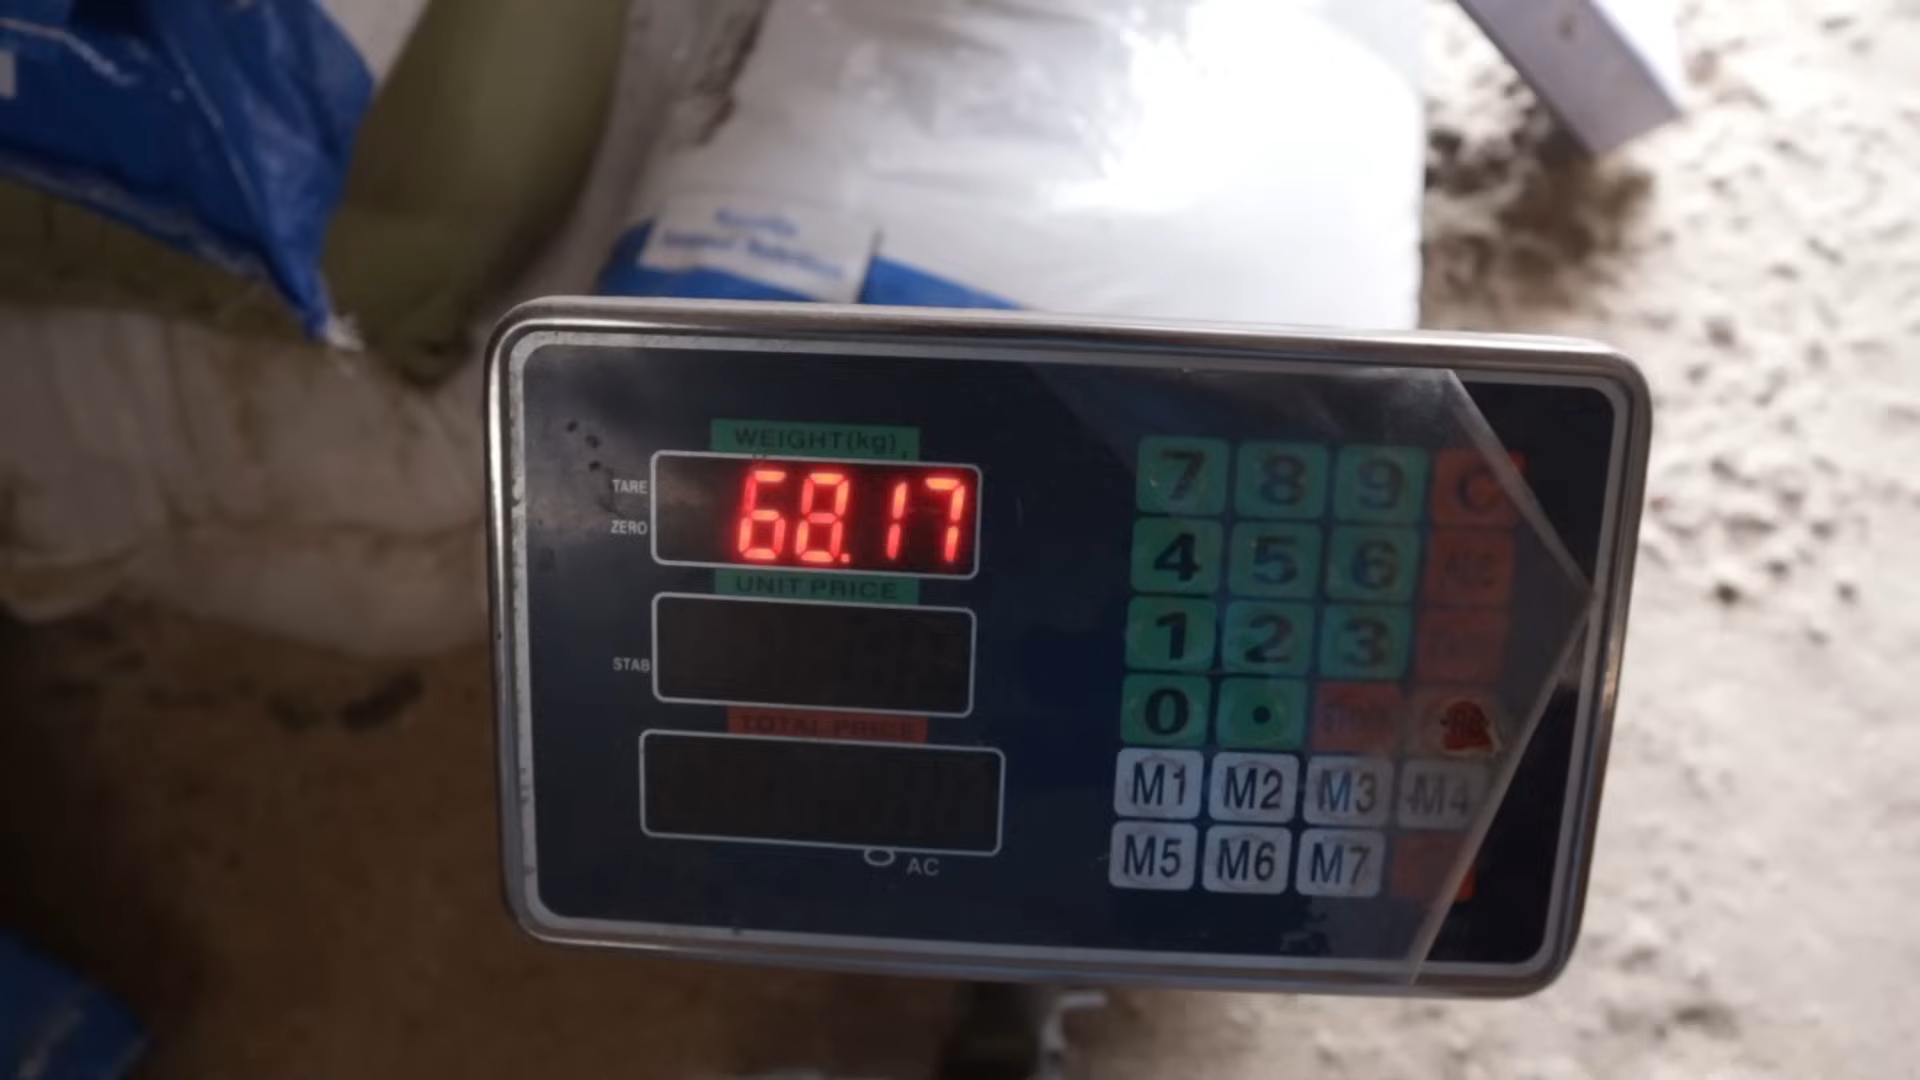 WEIGHT(kg)
TARE
ZERO
68.17
UNIT PRICE
STAB
TOTAL PRICE
AC
7 8 9 C
4 5 6
1 2 3
0 •
M1 M2 M3 M4
M5 M6 M7